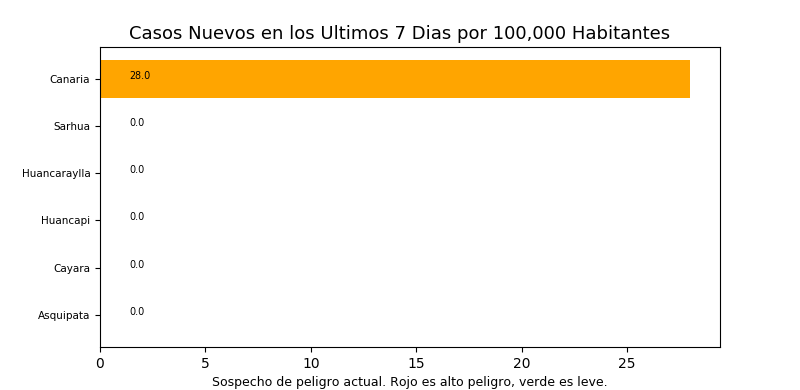 Casos Nuevos en los Ultimos 7 Dias por 100,000 Habitantes
Canaria 28.0
Sarhua 0.0
Huancaraylla 0.0
Huancapi 0.0
Cayara 0.0
Asquipata 0.0
0 5 10 15 20 25
Sospecho de peligro actual. Rojo es alto peligro, verde es leve.